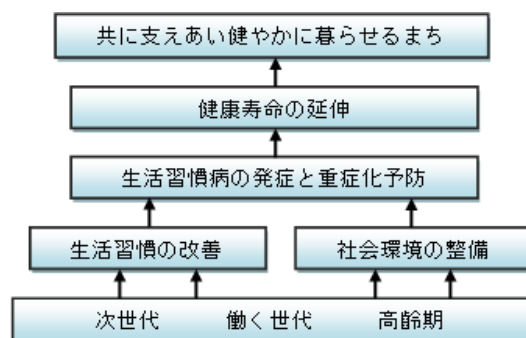 共に支えあい健やかに暮らせるまち
健康寿命の延伸
生活習慣病の発症と重症化予防
生活習慣の改善
社会環境の整備
次世代 働く世代 高齢期